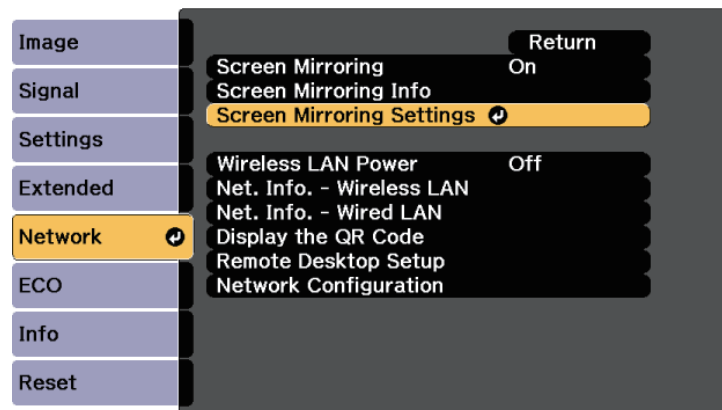 Image
Signal
Settings
Extended
Network
ECO
Info
Reset
Return
Screen Mirroring On
Screen Mirroring Info
Screen Mirroring Settings
Wireless LAN Power Off
Net. Info. - Wireless LAN
Net. Info. - Wired LAN
Display the QR Code
Remote Desktop Setup
Network Configuration